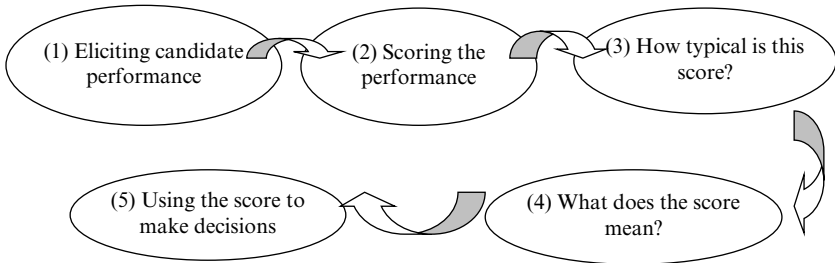 (1) Eliciting candidate
performance
(2) Scoring the
performance
(3) How typical is this
score?
(4) What does the score
mean?
(5) Using the score to
make decisions